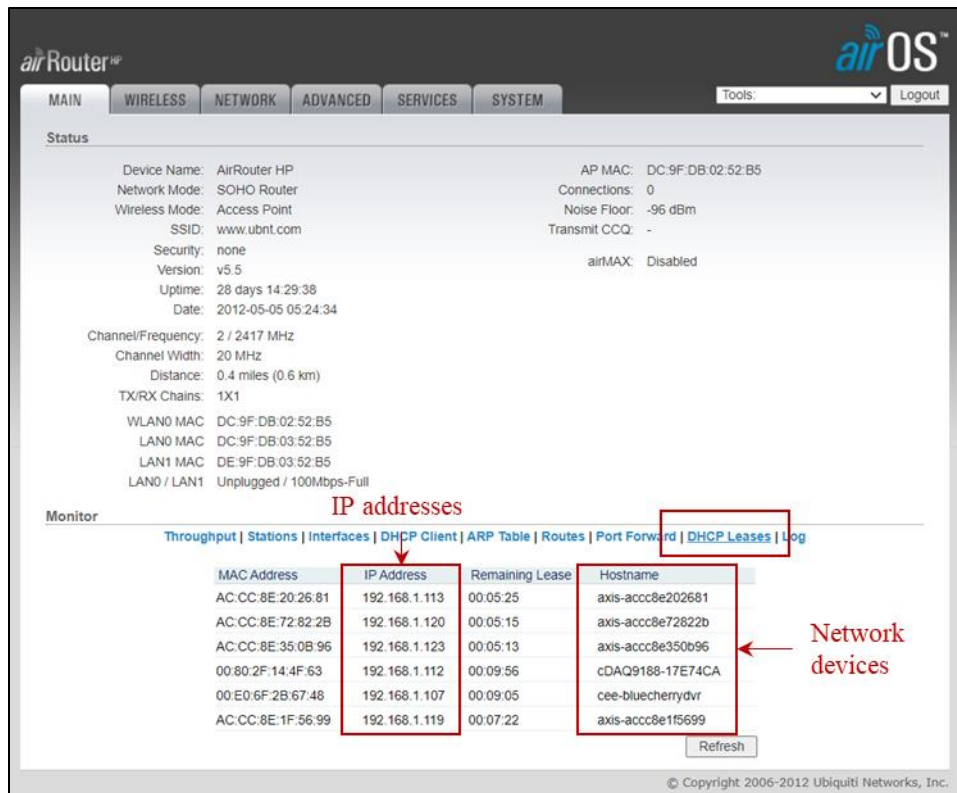 airRouter HP
airOS™
MAIN WIRELESS NETWORK ADVANCED SERVICES SYSTEM Tools: Logout
Status
Device Name: AirRouter HP AP MAC: DC:9F:DB:02:52:B5
Network Mode: SOHO Router Connections: 0
Wireless Mode: Access Point Noise Floor: -96 dBm
SSID: www.ubnt.com Transmit CCQ: -
Security: none
Version: v5.5 airMAX: Disabled
Uptime: 28 days 14:29:38
Date: 2012-05-05 05:24:34
Channel/Frequency: 2 / 2417 MHz
Channel Width: 20 MHz
Distance: 0.4 miles (0.6 km)
TX/RX Chains: 1X1
WLAN0 MAC DC:9F:DB:02:52:B5
LAN0 MAC DC:9F:DB:03:52:B5
LAN1 MAC DE:9F:DB:03:52:B5
LAN0 / LAN1 Unplugged / 100Mbps-Full
IP addresses
Monitor
Throughput | Stations | Interfaces | DHCP Client | ARP Table | Routes | Port Forward | DHCP Leases | Log
MAC Address IP Address Remaining Lease Hostname
AC:CC:8E:20:26:81 192.168.1.113 00:05:25 axis-accc8e202681
AC:CC:8E:72:82:2B 192.168.1.120 00:05:15 axis-accc8e72822b
AC:CC:8E:35:0B:96 192.168.1.123 00:05:13 axis-accc8e350b96
00:80:2F:14:4F:63 192.168.1.112 00:09:56 cDAQ9188-17E74CA
00:E0:6F:2B:67:48 192.168.1.107 00:09:05 cee-bluecherrydvr
AC:CC:8E:1F:56:99 192.168.1.119 00:07:22 axis-accc8e1f5699
Network
devices
Refresh
© Copyright 2006-2012 Ubiquiti Networks, Inc.